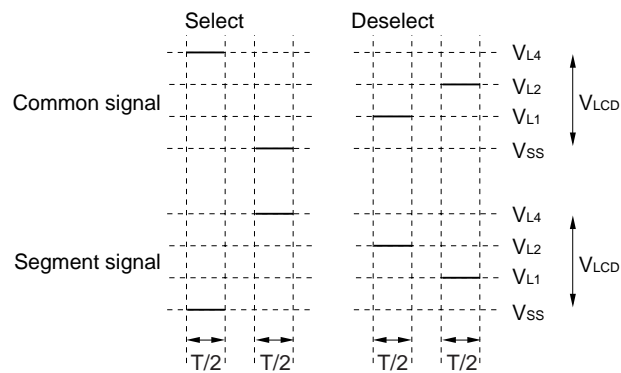 Select Deselect
VL4
VL2
Common signal VLCD
VL1
VSS
VL4
VL2
Segment signal VLCD
VL1
VSS
T/2 T/2 T/2 T/2